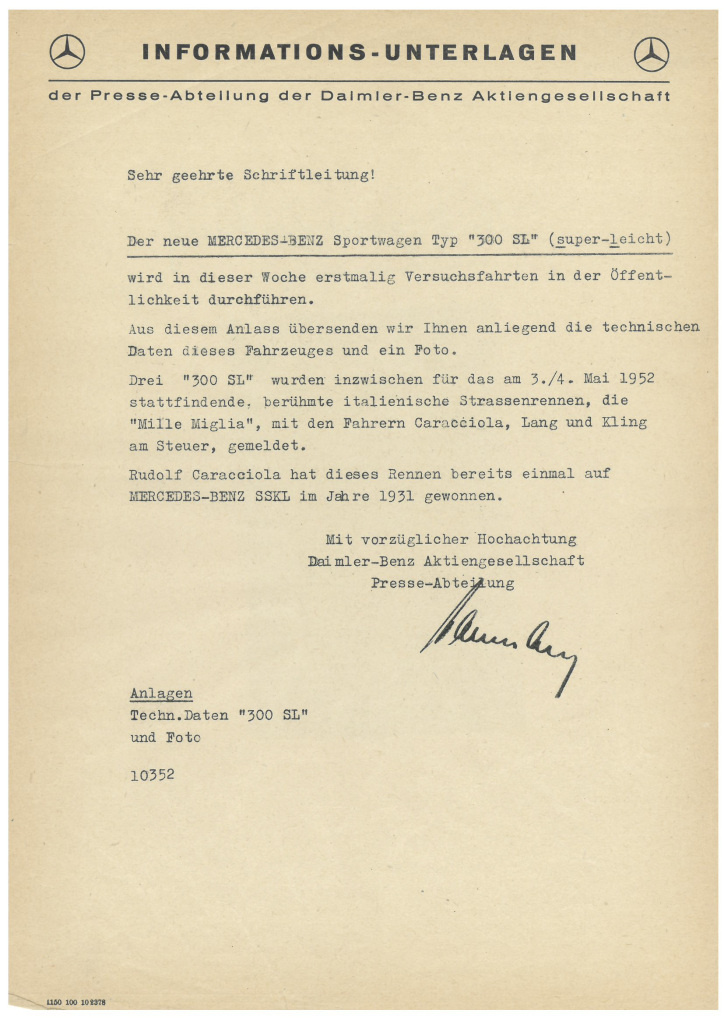 INFORMATIONS-UNTERLAGEN
der Presse-Abteilung der Daimler-Benz Aktiengesellschaft
Sehr geehrte Schriftleitung!
Der neue MERCEDES-BENZ Sportwagen Typ "300 SL" (super-leicht)
wird in dieser Woche erstmalig Versuchsfahrten in der Öffent-
lichkeit durchführen.
Aus diesem Anlass übersenden wir Ihnen anliegend die technischen
Daten dieses Fahrzeuges und ein Foto.
Drei "300 SL" wurden inzwischen für das am 3./4. Mai 1952
stattfindende, berühmte italienische Strassenrennen, die
"Mille Miglia", mit den Fahrern Caracciola, Lang und Kling
am Steuer, gemeldet.
Rudolf Caracciola hat dieses Rennen bereits einmal auf
MERCEDES-BENZ SSKL im Jahre 1931 gewonnen.
Mit vorzüglicher Hochachtung
Daimler-Benz Aktiengesellschaft
Presse-Abteilung
Anlagen
Techn.Daten "300 SL"
und Foto
10352
1150 100 102378